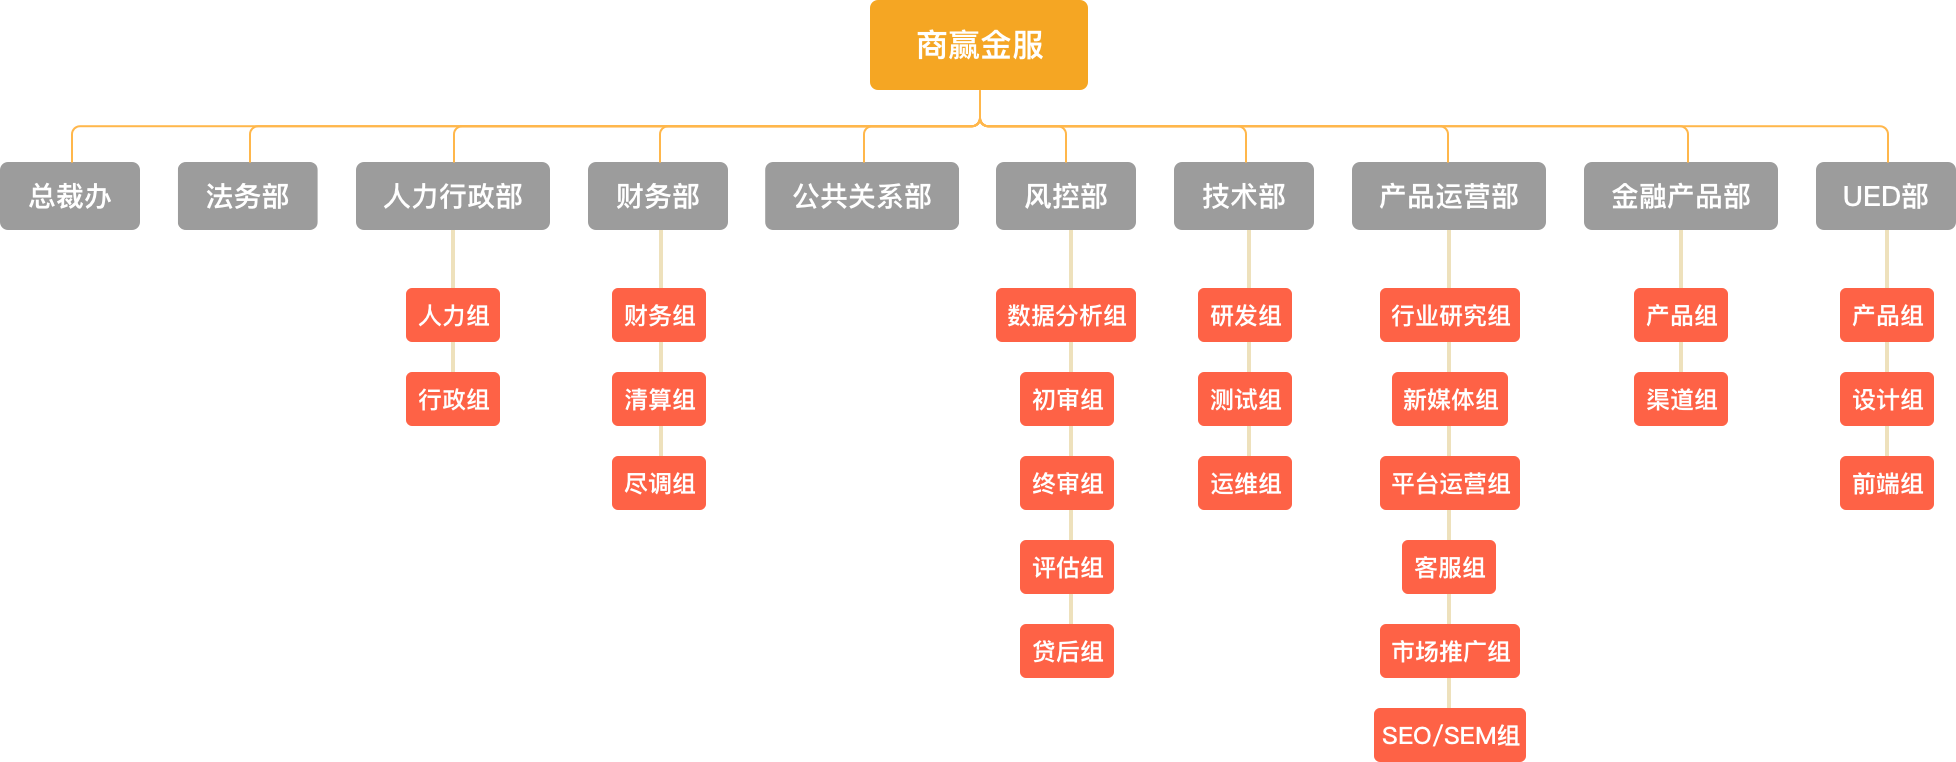 商赢金服
总裁办
法务部
人力行政部
财务部
公共关系部
风控部
技术部
产品运营部
金融产品部
UED部
人力组
财务组
数据分析组
研发组
行业研究组
产品组
产品组
行政组
清算组
初审组
测试组
新媒体组
渠道组
设计组
尽调组
终审组
运维组
平台运营组
前端组
评估组
客服组
贷后组
市场推广组
SEO/SEM组